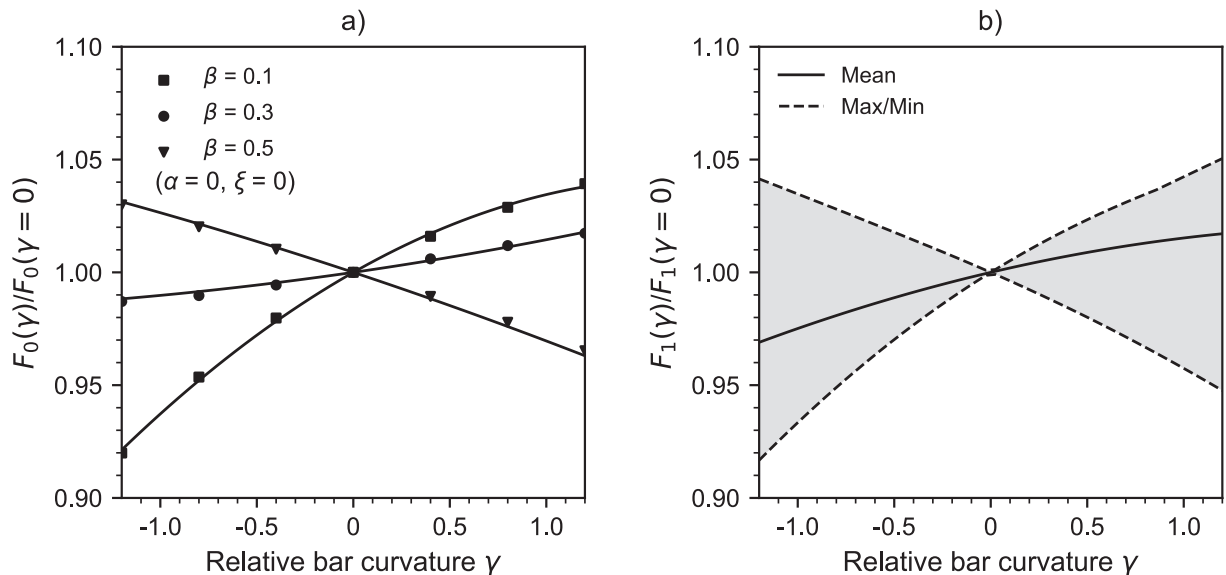 a)
1.10
1.05
1.00
0.95
0.90
F₀(γ)/F₀(γ = 0)
β = 0.1
β = 0.3
β = 0.5
(α = 0, ξ = 0)
-1.0 -0.5 0 0.5 1.0
Relative bar curvature γ
b)
1.10
1.05
1.00
0.95
0.90
F₁(γ)/F₁(γ = 0)
Mean
Max/Min
-1.0 -0.5 0 0.5 1.0
Relative bar curvature γ